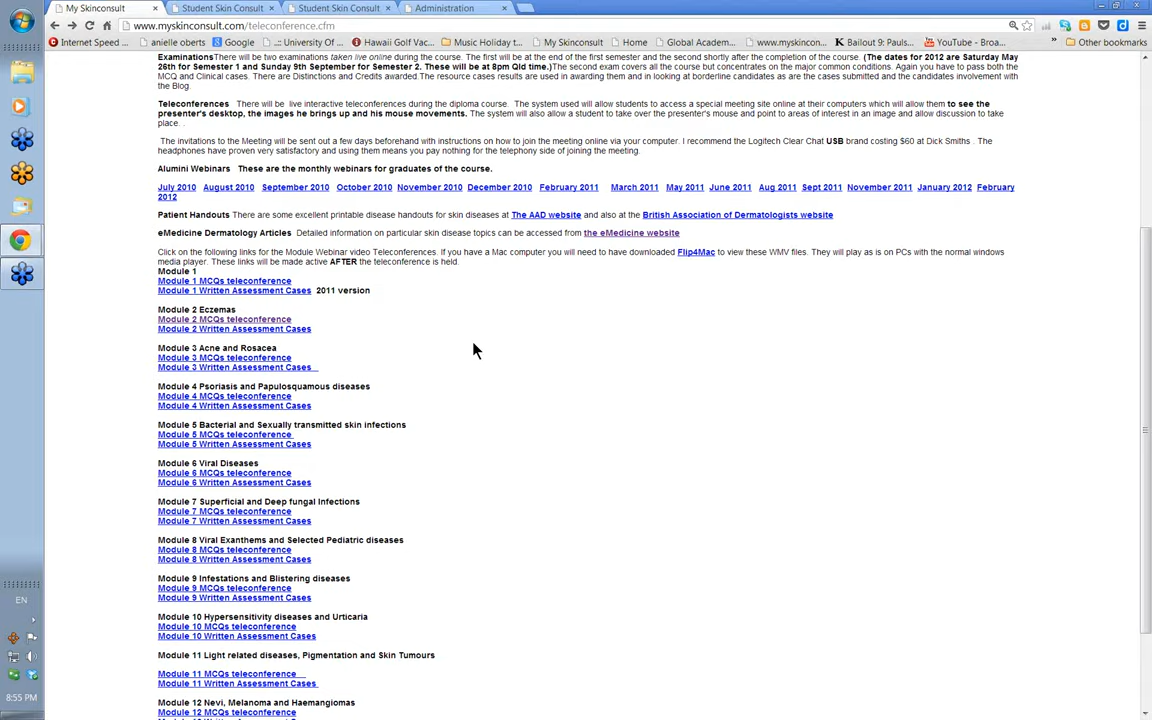 My Skinconsult
Student Skin Consult
Student Skin Consult
Administration
www.myskinconsult.com/teleconference.cfm
Internet Speed ...
anielle oberts
Google
..:: University Of ...
Hawaii Golf Vac...
Music Holiday t...
My Skinconsult
Home
Global Academ...
www.myskincon...
Bailout 9: Pauls...
YouTube - Broa...
Other bookmarks
ExaminationsThere will be two examinations taken live online during the course. The first will be at the end of the first semester and the second shortly after the completion of the course. (The dates for 2012 are Saturday May
26th for Semester 1 and Sunday 9th September for Semester 2. These will be at 8pm Qld time.)The second exam covers all the course but concentrates on the major common conditions. Again you have to pass both the
MCQ and Clinical cases. There are Distinctions and Credits awarded.The resource cases results are used in awarding them and in looking at borderline candidates as are the cases submitted and the candidates involvement with
the Blog.
Teleconferences There will be live interactive teleconferences during the diploma course. The system used will allow students to access a special meeting site online at their computers which will allow them to see the
presenter's desktop, the images he brings up and his mouse movements. The system will also allow a student to take over the presenter's mouse and point to areas of interest in an image and allow discussion to take
place. .
The invitations to the Meeting will be sent out a few days beforehand with instructions on how to join the meeting online via your computer. I recommend the Logitech Clear Chat USB brand costing $60 at Dick Smiths . The
headphones have proven very satisfactory and using them means you pay nothing for the telephony side of joining the meeting.
Alumini Webinars These are the monthly webinars for graduates of the course.
July 2010 August 2010 September 2010 October 2010 November 2010 December 2010 February 2011 March 2011 May 2011 June 2011 Aug 2011 Sept 2011 November 2011 January 2012 February
2012
Patient Handouts There are some excellent printable disease handouts for skin diseases at The AAD website and also at the British Association of Dermatologists website
eMedicine Dermatology Articles Detailed information on particular skin disease topics can be accessed from the eMedicine website
Click on the following links for the Module Webinar video Teleconferences. If you have a Mac computer you will need to have downloaded Flip4Mac to view these WMV files. They will play as is on PCs with the normal windows
media player. These links will be made active AFTER the teleconference is held.
Module 1
Module 1 MCQs teleconference
Module 1 Written Assessment Cases 2011 version
Module 2 Eczemas
Module 2 MCQs teleconference
Module 2 Written Assessment Cases
Module 3 Acne and Rosacea
Module 3 MCQs teleconference
Module 3 Written Assessment Cases
Module 4 Psoriasis and Papulosquamous diseases
Module 4 MCQs teleconference
Module 4 Written Assessment Cases
Module 5 Bacterial and Sexually transmitted skin infections
Module 5 MCQs teleconference
Module 5 Written Assessment Cases
Module 6 Viral Diseases
Module 6 MCQs teleconference
Module 6 Written Assessment Cases
Module 7 Superficial and Deep fungal Infections
Module 7 MCQs teleconference
Module 7 Written Assessment Cases
Module 8 Viral Exanthems and Selected Pediatric diseases
Module 8 MCQs teleconference
Module 8 Written Assessment Cases
Module 9 Infestations and Blistering diseases
Module 9 MCQs teleconference
Module 9 Written Assessment Cases
Module 10 Hypersensitivity diseases and Urticaria
Module 10 MCQs teleconference
Module 10 Written Assessment Cases
Module 11 Light related diseases, Pigmentation and Skin Tumours
Module 11 MCQs teleconference
Module 11 Written Assessment Cases
Module 12 Nevi, Melanoma and Haemangiomas
Module 12 MCQs teleconference
EN
8:55 PM